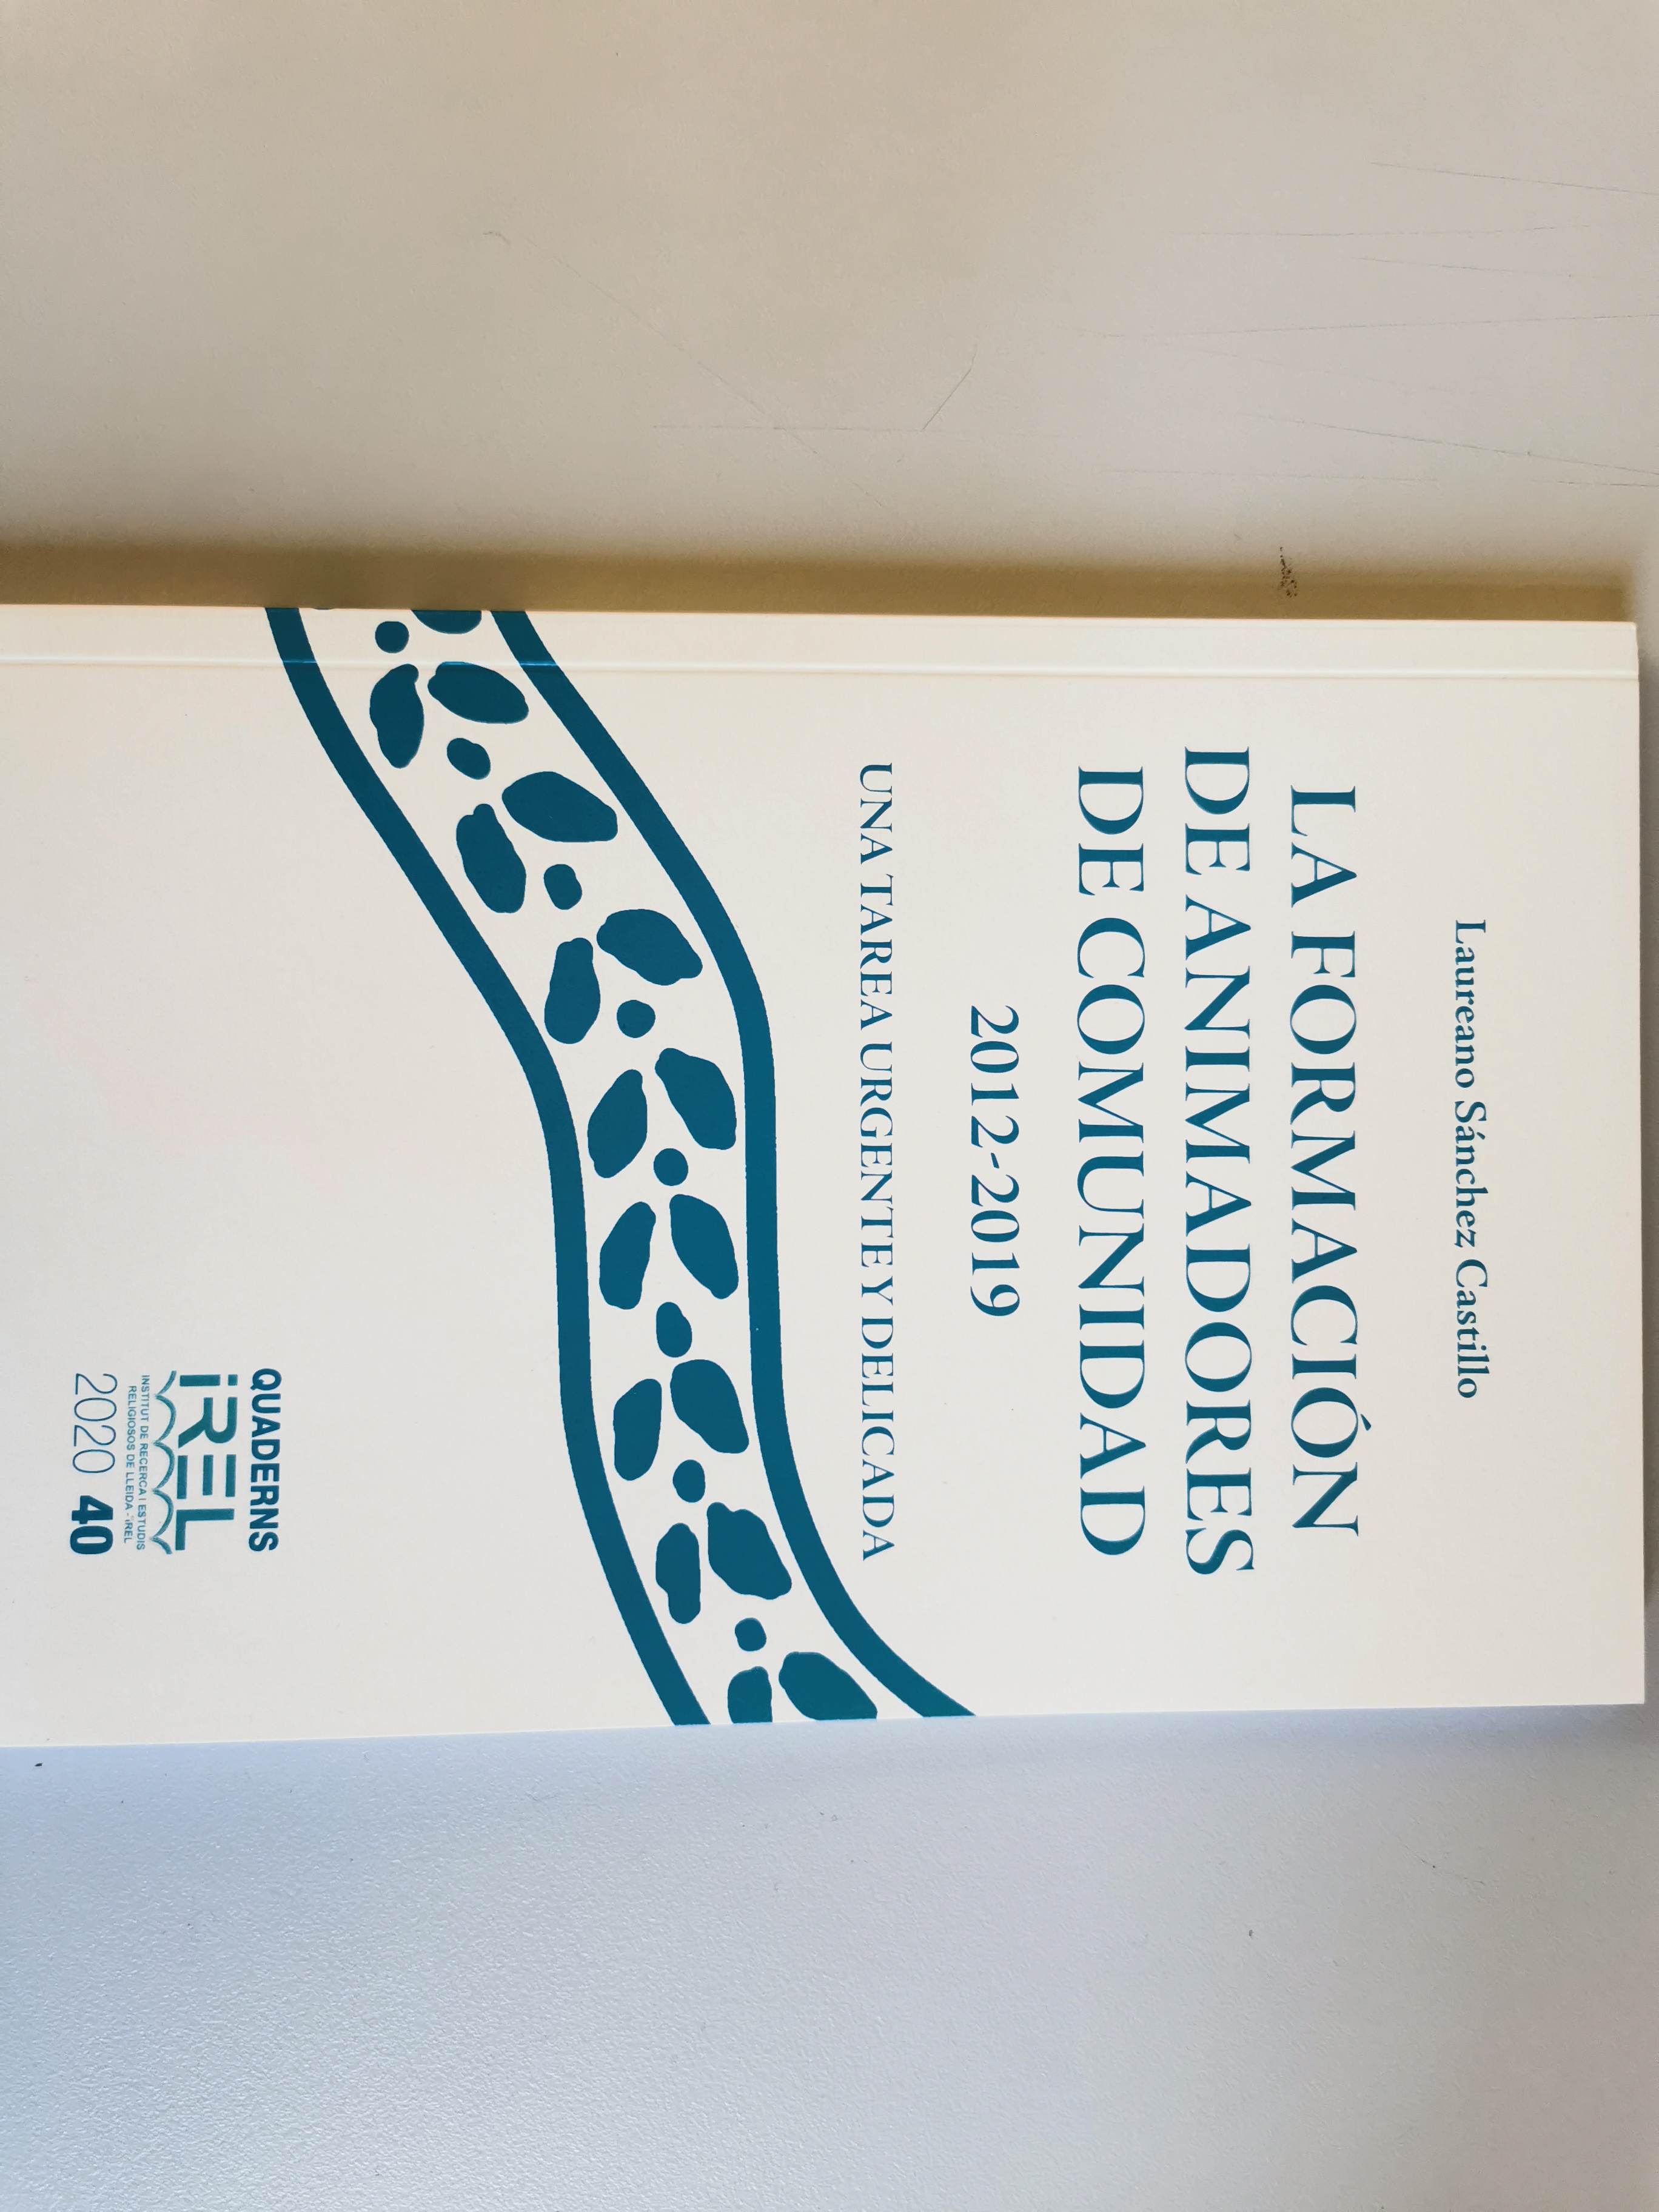 Laureano Sánchez Castillo
LA FORMACIÓN
DE ANIMADORES
DE COMUNIDAD
2012-2019
UNA TAREA URGENTE Y DELICADA
QUADERNS
iREL
INSTITUT DE RECERCA I ESTUDIS
RELIGIOSOS DE LLEIDA - IREL
2020 40